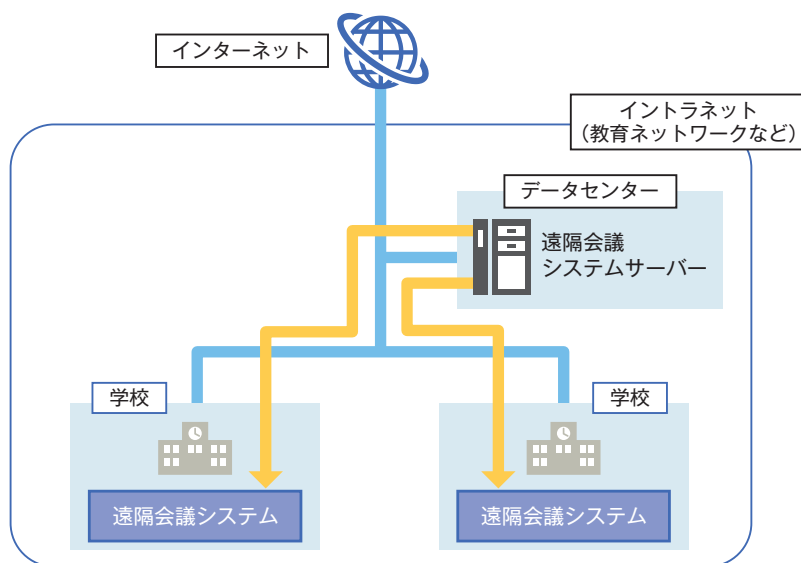 インターネット
イントラネット
（教育ネットワークなど）
データセンター
遠隔会議
システムサーバー
学校
学校
遠隔会議システム
遠隔会議システム